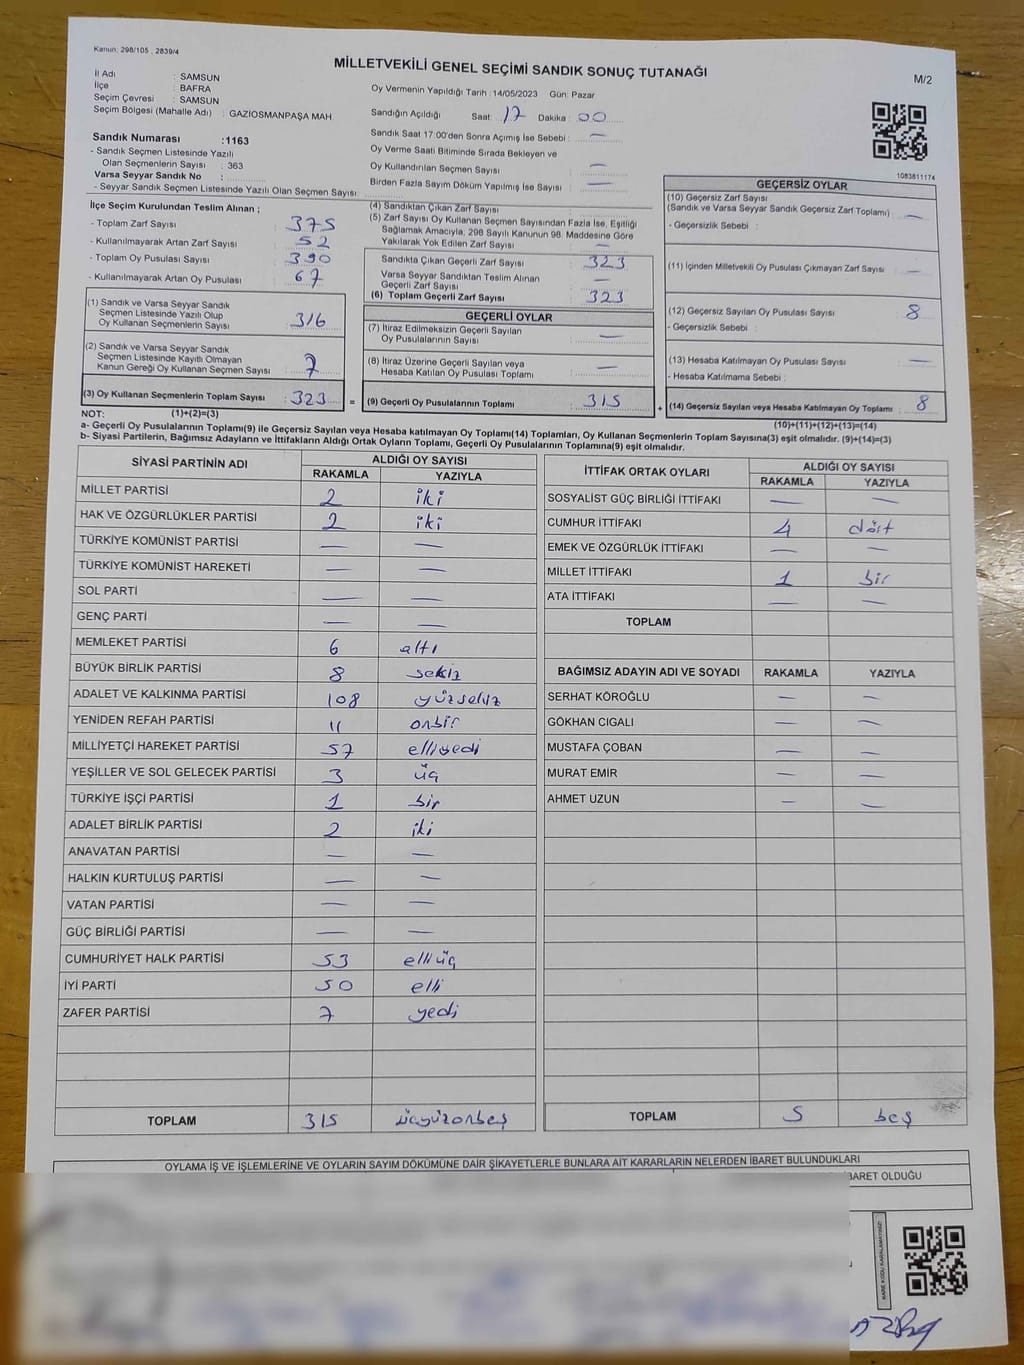 Kanun: 298/105 , 2839/4
MİLLETVEKİLİ GENEL SEÇİMİ SANDIK SONUÇ TUTANAĞI
M/2
İl Adı : SAMSUN
İlçe : BAFRA
Seçim Çevresi : SAMSUN
Seçim Bölgesi (Mahalle Adı) : GAZİOSMANPAŞA MAH.
Oy Vermenin Yapıldığı Tarih : 14/05/2023 Gün: Pazar
Sandığın Açıldığı Saat: 17 Dakika : 00
Sandık Saat 17:00'den Sonra Açımış İse Sebebi : —
Oy Verme Saati Bitiminde Sırada Bekleyen ve
Oy Kullandırılan Seçmen Sayısı : —
Birden Fazla Sayım Döküm Yapılmış İse Sayısı : —
Sandık Numarası :1163
- Sandık Seçmen Listesinde Yazılı
Olan Seçmenlerin Sayısı : 363
Varsa Seyyar Sandık No :
- Seyyar Sandık Seçmen Listesinde Yazılı Olan Seçmen Sayısı:
1083811174
İlçe Seçim Kurulundan Teslim Alınan ;
- Toplam Zarf Sayısı : 375
- Kullanılmayarak Artan Zarf Sayısı : 52
- Toplam Oy Pusulası Sayısı : 390
- Kullanılmayarak Artan Oy Pusulası : 67
(1) Sandık ve Varsa Seyyar Sandık
Seçmen Listesinde Yazılı Olup
Oy Kullanan Seçmenlerin Sayısı : 316
(2) Sandık ve Varsa Seyyar Sandık
Seçmen Listesinde Kayıtlı Olmayan
Kanun Gereği Oy Kullanan Seçmen Sayısı : 7
(3) Oy Kullanan Seçmenlerin Toplam Sayısı : 323 =
(4) Sandıktan Çıkan Zarf Sayısı :
(5) Zarf Sayısı Oy Kullanan Seçmen Sayısından Fazla İse, Eşitliği
Sağlamak Amacıyla, 298 Sayılı Kanunun 98. Maddesine Göre
Yakılarak Yok Edilen Zarf Sayısı : —
Sandıkta Çıkan Geçerli Zarf Sayısı : 323
Varsa Seyyar Sandıktan Teslim Alınan
Geçerli Zarf Sayısı : —
(6) Toplam Geçerli Zarf Sayısı : 323
GEÇERLİ OYLAR
(7) İtiraz Edilmeksizin Geçerli Sayılan
Oy Pusulalarının Sayısı : —
(8) İtiraz Üzerine Geçerli Sayılan veya
Hesaba Katılan Oy Pusulası Toplamı : —
(9) Geçerli Oy Pusulalarının Toplamı : 315 +
GEÇERSİZ OYLAR
(10) Geçersiz Zarf Sayısı
(Sandık ve Varsa Seyyar Sandık Geçersiz Zarf Toplamı) : —
- Geçersizlik Sebebi :
(11) İçinden Milletvekili Oy Pusulası Çıkmayan Zarf Sayısı : —
(12) Geçersiz Sayılan Oy Pusulası Sayısı : 8
- Geçersizlik Sebebi :
(13) Hesaba Katılmayan Oy Pusulası Sayısı : —
- Hesaba Katılmama Sebebi :
(14) Geçersiz Sayılan veya Hesaba Katılmayan Oy Toplamı : 8
NOT: (1)+(2)=(3)
(10)+(11)+(12)+(13)=(14)
a- Geçerli Oy Pusulalarının Toplamı(9) ile Geçersiz Sayılan veya Hesaba katılmayan Oy Toplamı(14) Toplamları, Oy Kullanan Seçmenlerin Toplam Sayısına(3) eşit olmalıdır. (9)+(14)=(3)
b- Siyasi Partilerin, Bağımsız Adayların ve İttifakların Aldığı Ortak Oyların Toplamı, Geçerli Oy Pusulalarının Toplamına(9) eşit olmalıdır.
SİYASİ PARTİNİN ADI ALDIĞI OY SAYISI
RAKAMLA YAZIYLA
MİLLET PARTİSİ 2 iki
HAK VE ÖZGÜRLÜKLER PARTİSİ 2 iki
TÜRKİYE KOMÜNİST PARTİSİ — —
TÜRKİYE KOMÜNİST HAREKETİ — —
SOL PARTİ — —
GENÇ PARTİ — —
MEMLEKET PARTİSİ 6 altı
BÜYÜK BİRLİK PARTİSİ 8 sekiz
ADALET VE KALKINMA PARTİSİ 108 yüzsekiz
YENİDEN REFAH PARTİSİ 11 onbir
MİLLİYETÇİ HAREKET PARTİSİ 57 elliyedi
YEŞİLLER VE SOL GELECEK PARTİSİ 3 üç
TÜRKİYE İŞÇİ PARTİSİ 1 bir
ADALET BİRLİK PARTİSİ 2 iki
ANAVATAN PARTİSİ — —
HALKIN KURTULUŞ PARTİSİ — —
VATAN PARTİSİ — —
GÜÇ BİRLİĞİ PARTİSİ — —
CUMHURİYET HALK PARTİSİ 53 elliüç
İYİ PARTİ 50 elli
ZAFER PARTİSİ 7 yedi
TOPLAM 315 üçyüzonbeş
İTTİFAK ORTAK OYLARI ALDIĞI OY SAYISI
RAKAMLA YAZIYLA
SOSYALİST GÜÇ BİRLİĞİ İTTİFAKI — —
CUMHUR İTTİFAKI 4 dört
EMEK VE ÖZGÜRLÜK İTTİFAKI — —
MİLLET İTTİFAKI 1 bir
ATA İTTİFAKI — —
TOPLAM
BAĞIMSIZ ADAYIN ADI VE SOYADI RAKAMLA YAZIYLA
SERHAT KÖROĞLU — —
GÖKHAN CIGALI — —
MUSTAFA ÇOBAN — —
MURAT EMİR — —
AHMET UZUN — —
TOPLAM 5 beş
OYLAMA İŞ VE İŞLEMLERİNE VE OYLARIN SAYIM DÖKÜMÜNE DAİR ŞİKAYETLERLE BUNLARA AİT KARARLARIN NELERDEN İBARET BULUNDUKLARI
İBARET OLDUĞU
KARE KODU KARALAMAYINIZ!